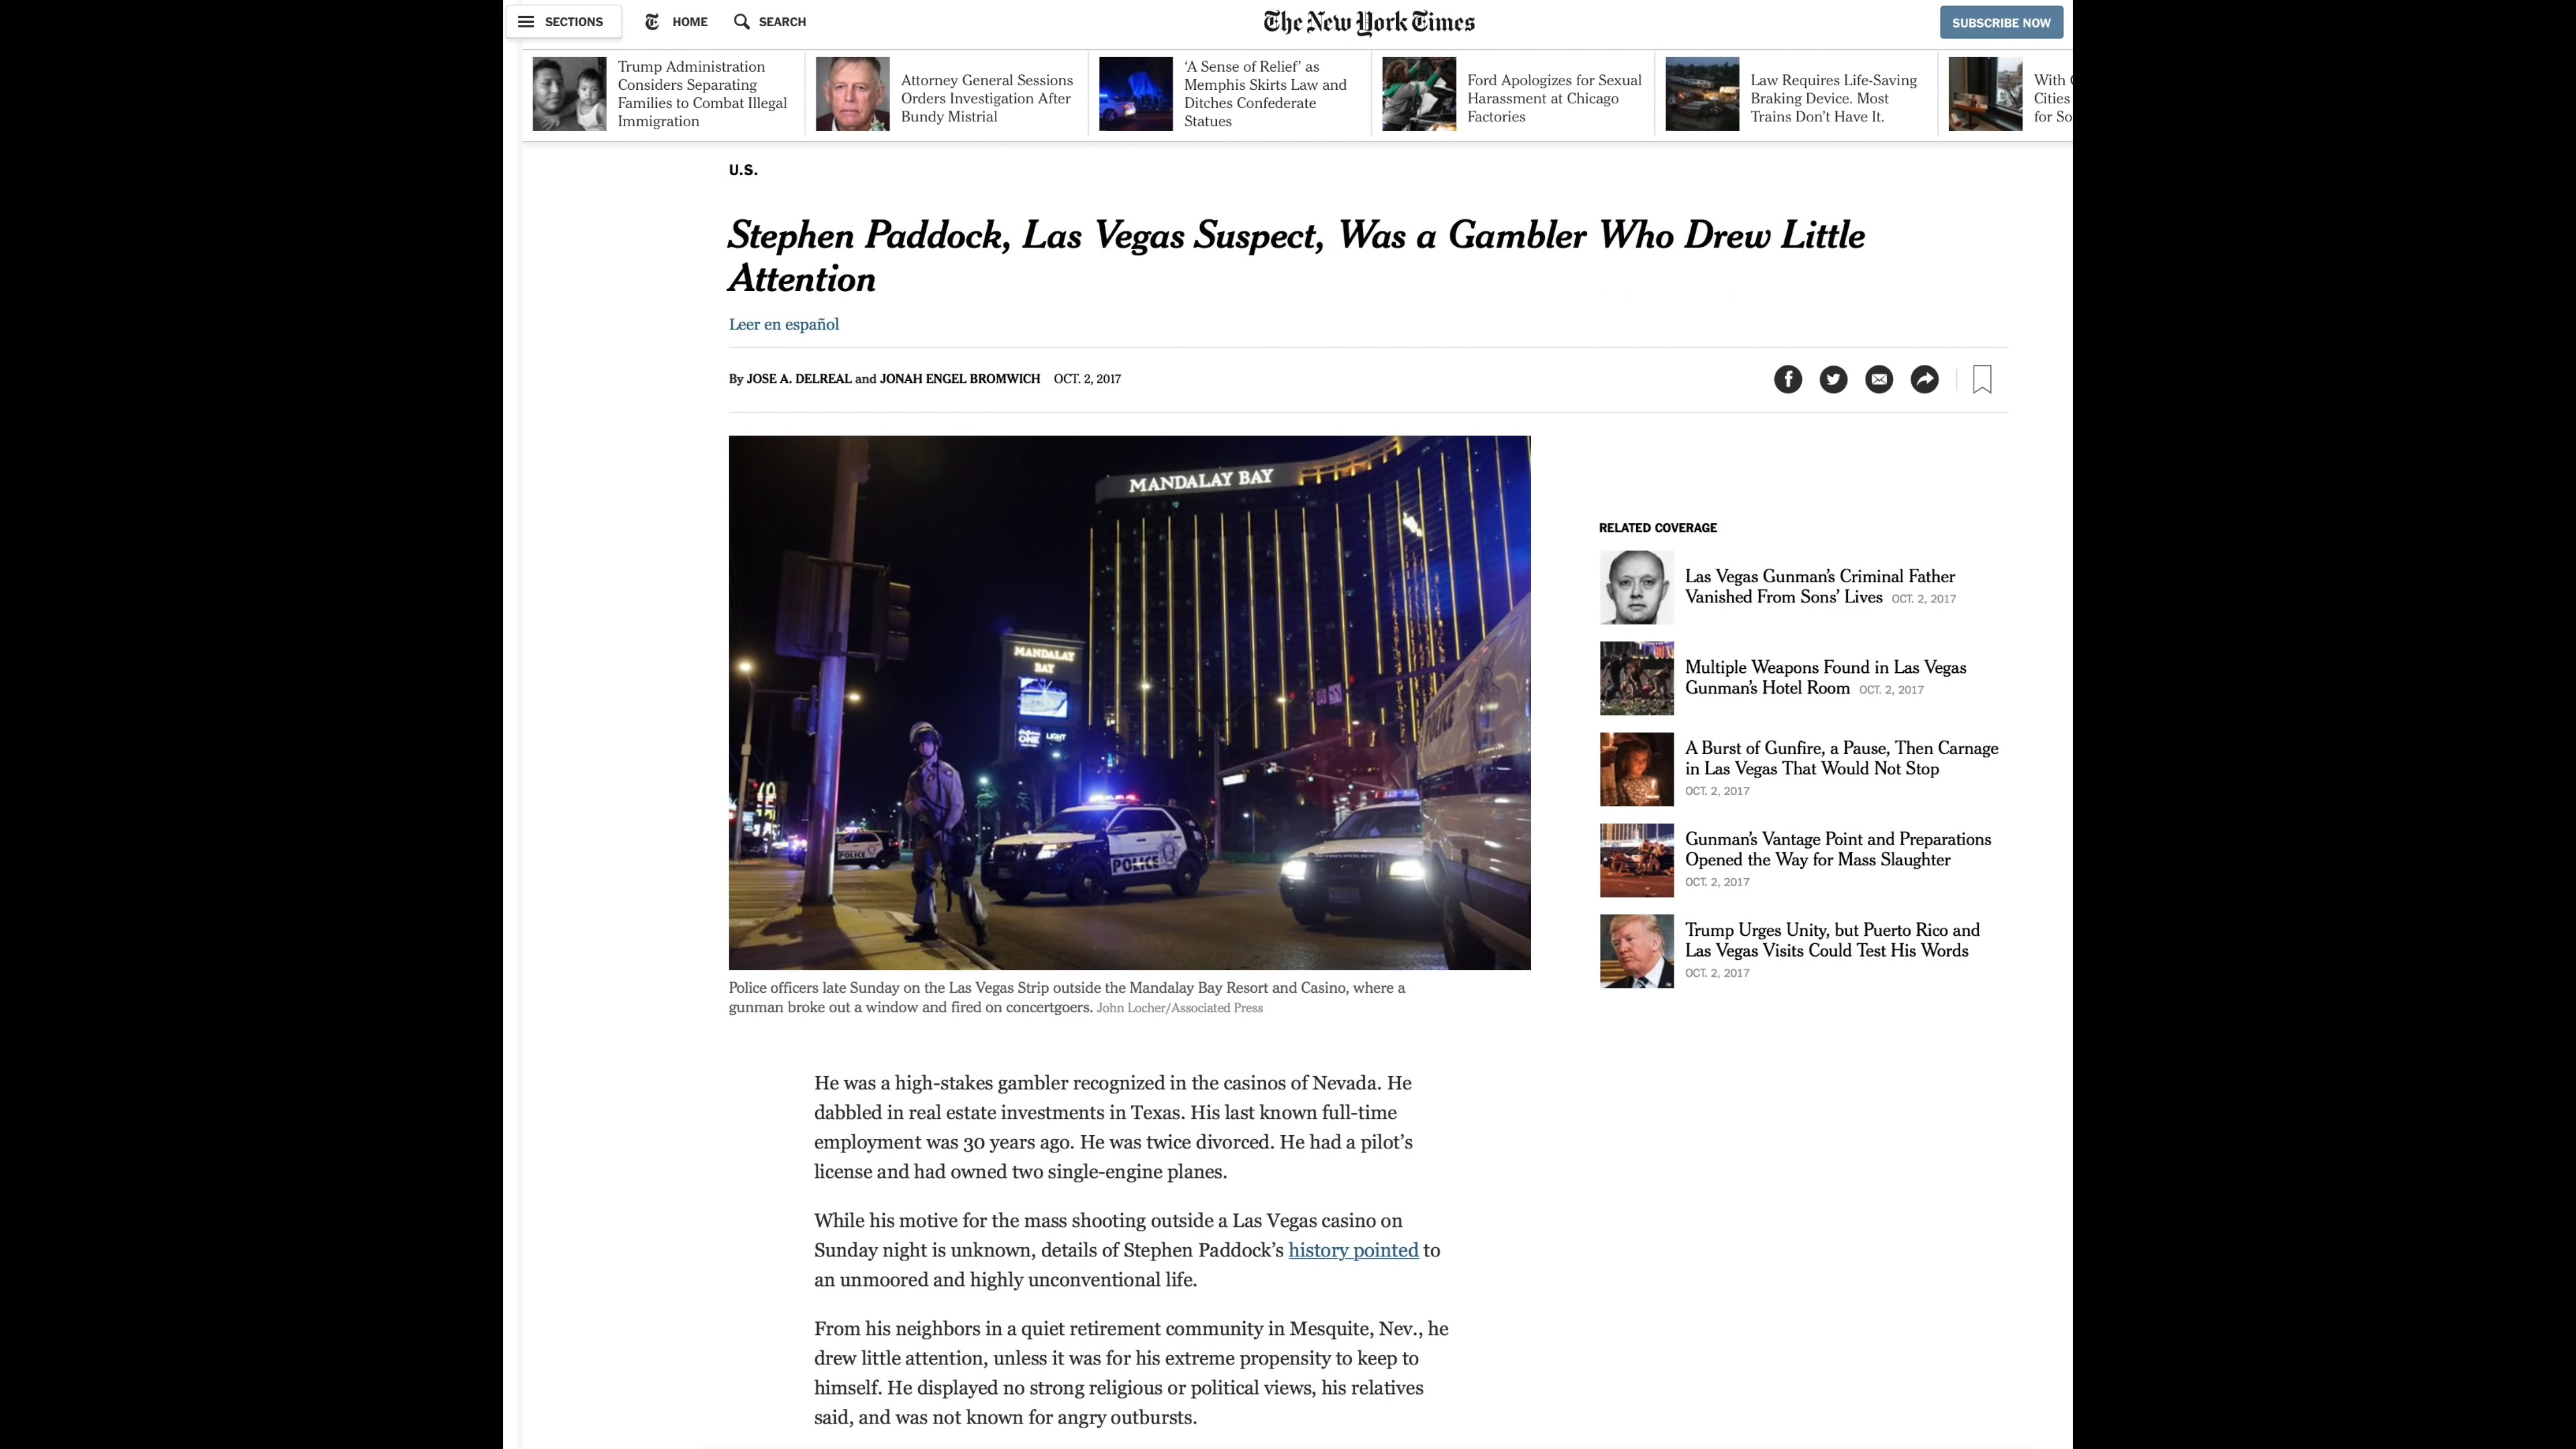 SECTIONS
HOME
SEARCH
The New York Times
SUBSCRIBE NOW
Trump Administration
Considers Separating
Families to Combat Illegal
Immigration
Attorney General Sessions
Orders Investigation After
Bundy Mistrial
‘A Sense of Relief’ as
Memphis Skirts Law and
Ditches Confederate
Statues
Ford Apologizes for Sexual
Harassment at Chicago
Factories
Law Requires Life-Saving
Braking Device. Most
Trains Don’t Have It.
With
Cities
for So
U.S.
Stephen Paddock, Las Vegas Suspect, Was a Gambler Who Drew Little
Attention
Leer en español
By JOSE A. DELREAL and JONAH ENGEL BROMWICH OCT. 2, 2017
MANDALAY BAY
MANDALAY
BAY
ONE LIGHT
POLICE
POLICE
POLICE
Police officers late Sunday on the Las Vegas Strip outside the Mandalay Bay Resort and Casino, where a
gunman broke out a window and fired on concertgoers. John Locher/Associated Press
RELATED COVERAGE
Las Vegas Gunman’s Criminal Father
Vanished From Sons’ Lives OCT. 2, 2017
Multiple Weapons Found in Las Vegas
Gunman’s Hotel Room OCT. 2, 2017
A Burst of Gunfire, a Pause, Then Carnage
in Las Vegas That Would Not Stop
OCT. 2, 2017
Gunman’s Vantage Point and Preparations
Opened the Way for Mass Slaughter
OCT. 2, 2017
Trump Urges Unity, but Puerto Rico and
Las Vegas Visits Could Test His Words
OCT. 2, 2017
He was a high-stakes gambler recognized in the casinos of Nevada. He
dabbled in real estate investments in Texas. His last known full-time
employment was 30 years ago. He was twice divorced. He had a pilot’s
license and had owned two single-engine planes.
While his motive for the mass shooting outside a Las Vegas casino on
Sunday night is unknown, details of Stephen Paddock’s history pointed to
an unmoored and highly unconventional life.
From his neighbors in a quiet retirement community in Mesquite, Nev., he
drew little attention, unless it was for his extreme propensity to keep to
himself. He displayed no strong religious or political views, his relatives
said, and was not known for angry outbursts.